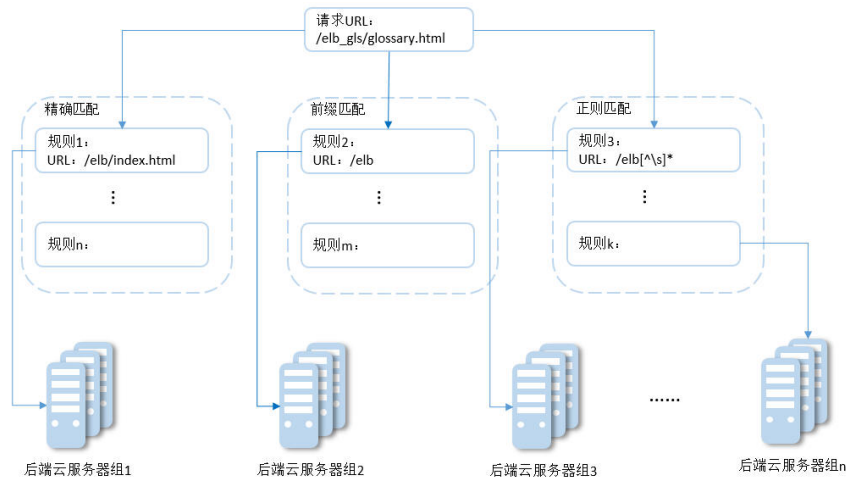 请求URL：
/elb_gls/glossary.html
精确匹配
前缀匹配
正则匹配
规则1：
URL：/elb/index.html
规则2：
URL：/elb
规则3：
URL：/elb[^\s]*
⋮
⋮
⋮
规则n：
规则m：
规则k：
……
后端云服务器组1
后端云服务器组2
后端云服务器组3
后端云服务器组n